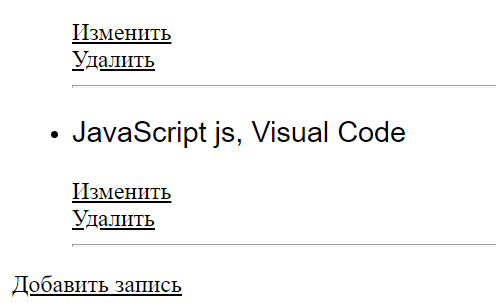 Изменить
Удалить
JavaScript js, Visual Code
Изменить
Удалить
Добавить запись